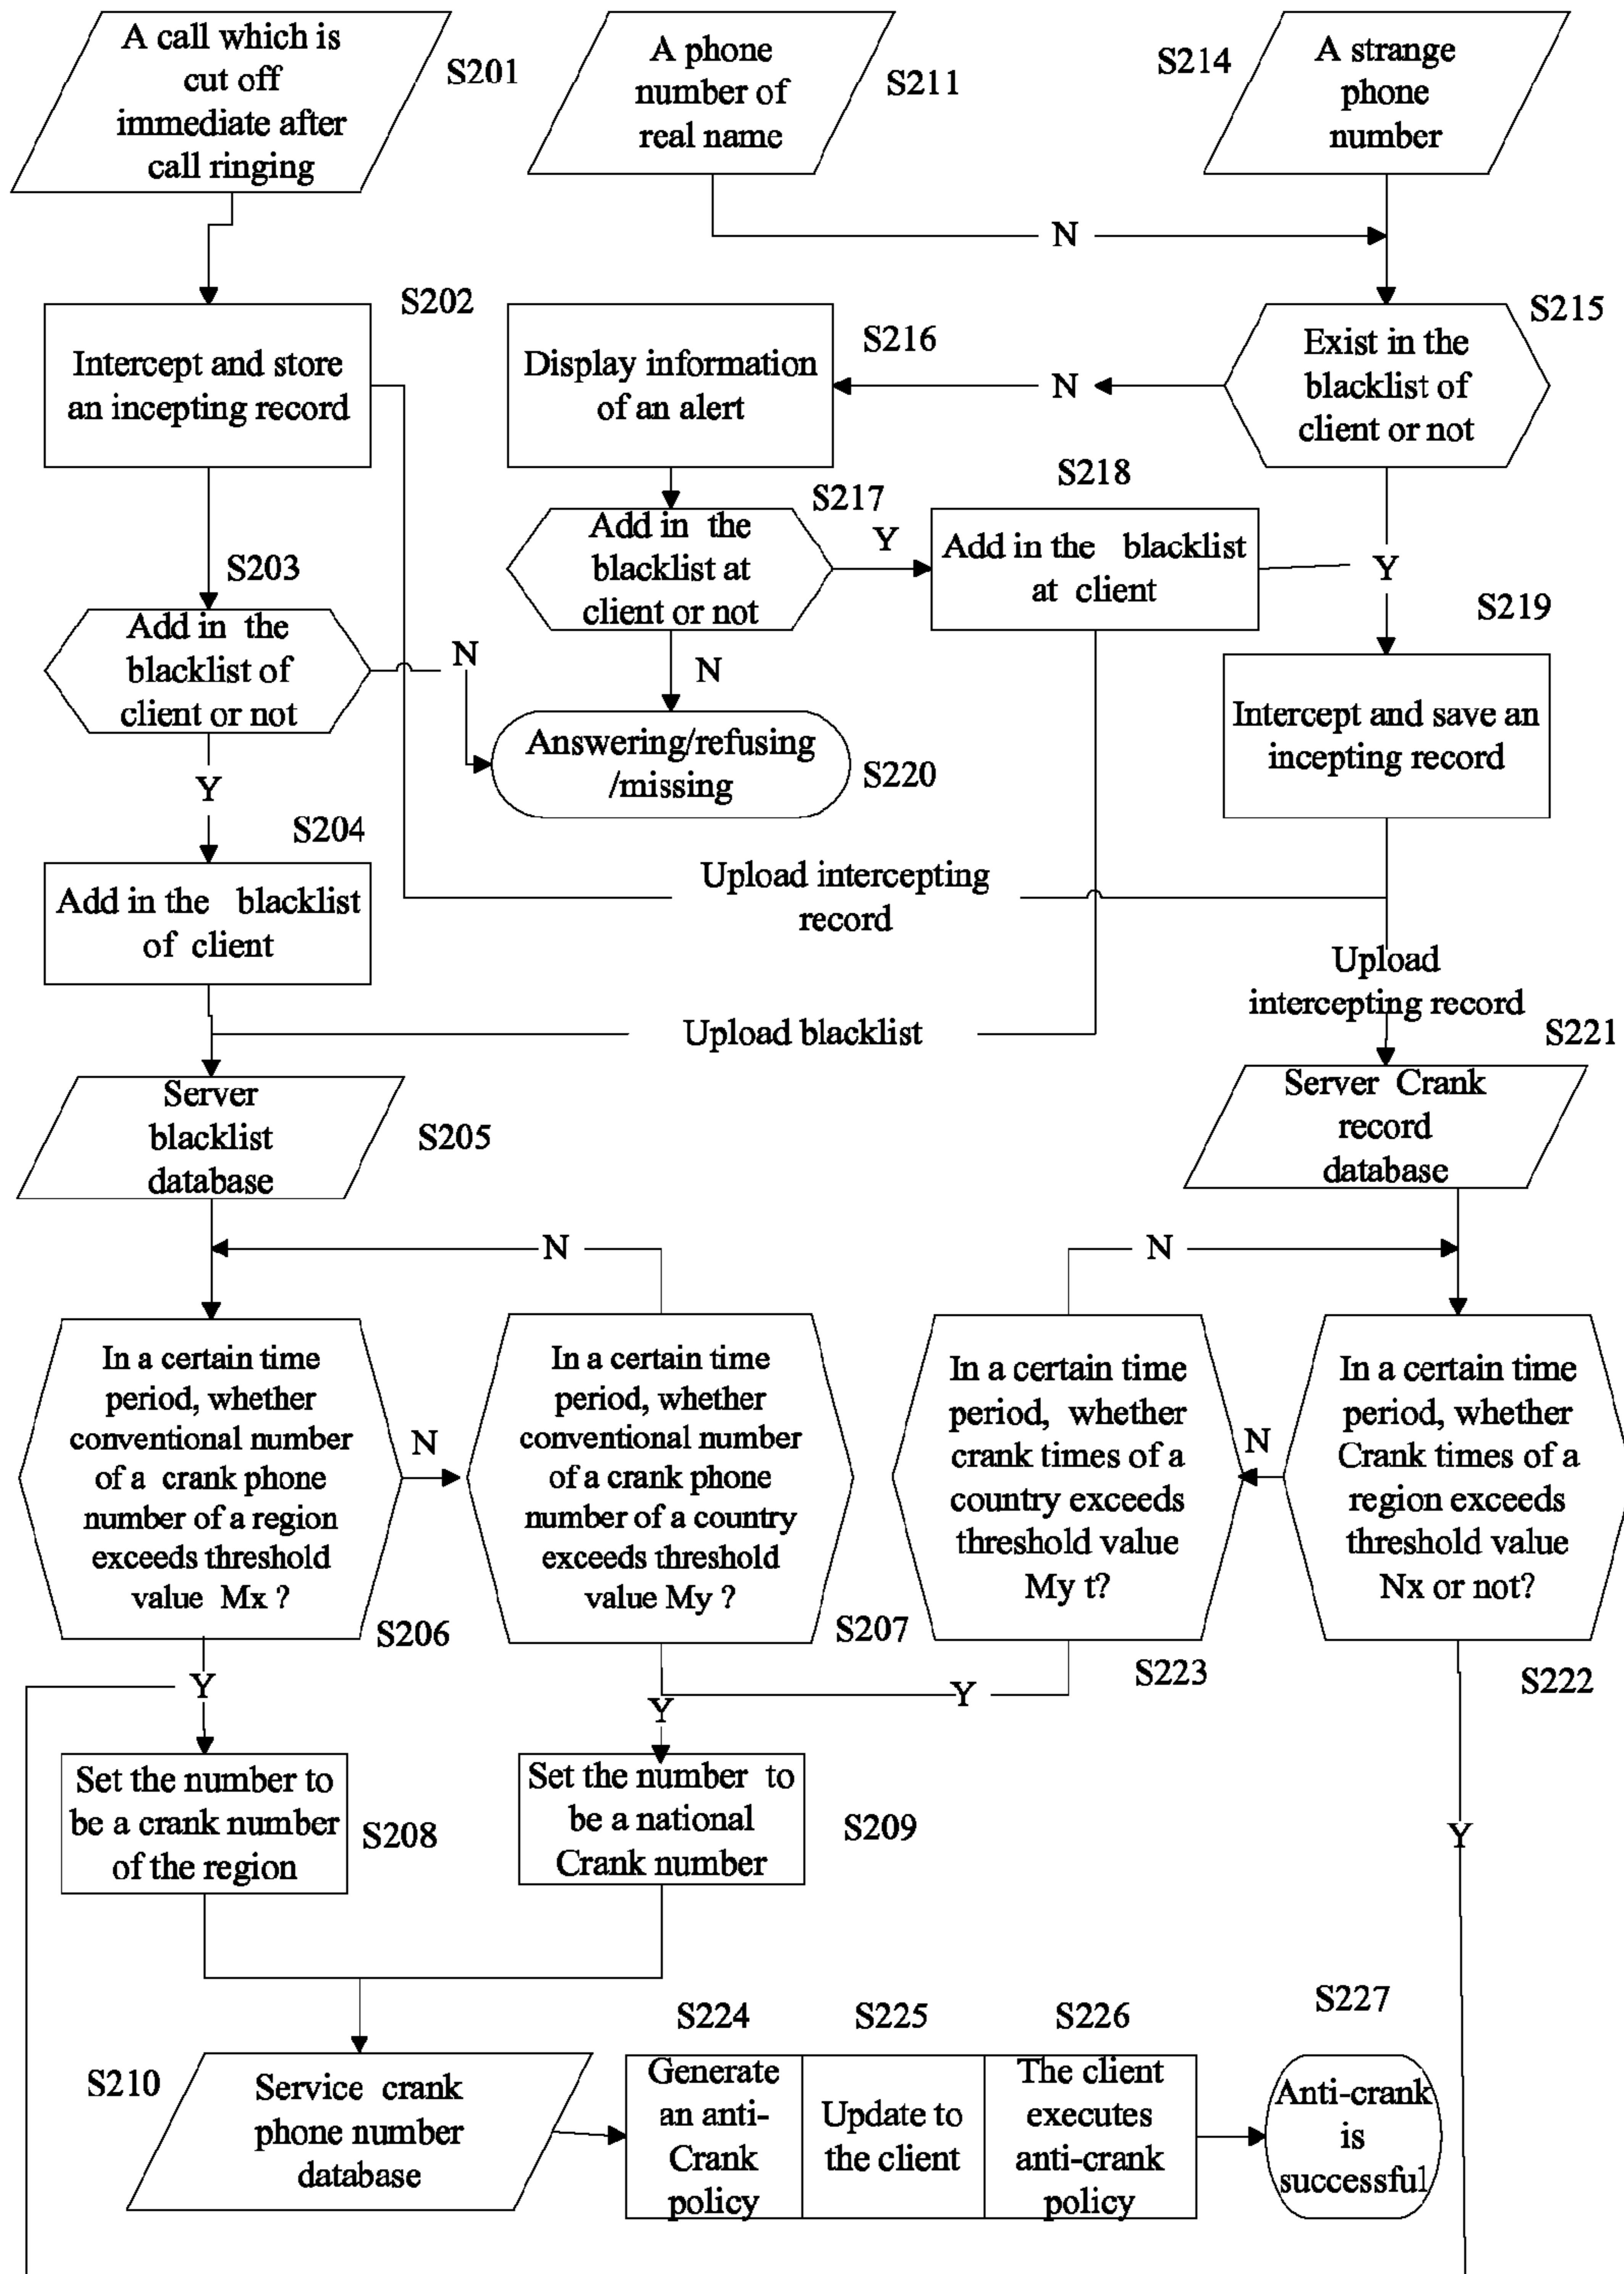 A call which is
cut off
immediate after
call ringing
S201
A phone
number of
real name
S211
S214
A strange
phone
number
N
S202
Intercept and store
an incepting record
Display information
of an alert
S216
N
S215
Exist in the
blacklist of
client or not
S217
Add in the
blacklist at
client or not
Y
S218
Add in the blacklist
at client
Y
S203
Add in the
blacklist of
client or not
N
N
S219
Intercept and save an
incepting record
Answering/refusing
/missing
S220
Y
S204
Add in the blacklist
of client
Upload intercepting
record
Upload
intercepting record
Upload blacklist
S221
Server
blacklist
database
S205
Server Crank
record
database
N
N
In a certain time
period, whether
conventional number
of a crank phone
number of a region
exceeds threshold
value Mx ?
S206
N
In a certain time
period, whether
conventional number
of a crank phone
number of a country
exceeds threshold
value My ?
S207
In a certain time
period, whether
crank times of a
country exceeds
threshold value
My t?
S223
N
In a certain time
period, whether
Crank times of a
region exceeds
threshold value
Nx or not?
S222
Y
Y
Y
Set the number to
be a crank number
of the region
S208
Set the number to
be a national
Crank number
S209
Y
S210
Service crank
phone number
database
S224
Generate
an anti-
Crank
policy
S225
Update to
the client
S226
The client
executes
anti-crank
policy
S227
Anti-crank
is
successful